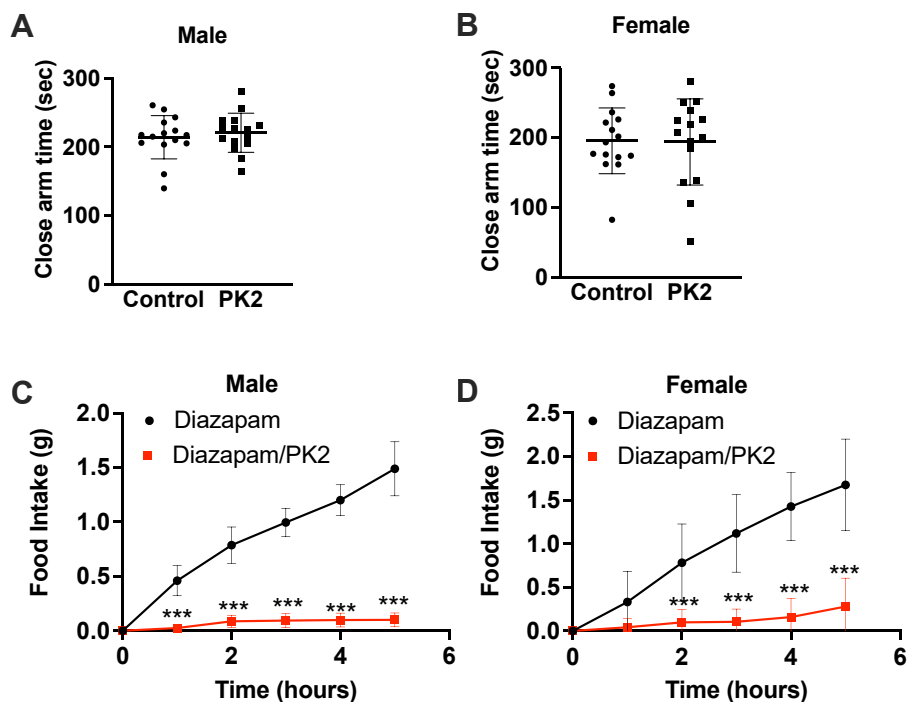 A
Male
Close arm time (sec)
300
200
100
0
Control PK2
B
Female
Close arm time (sec)
300
200
100
0
Control PK2
C
Male
Diazapam
Diazapam/PK2
Food Intake (g)
2.0
1.5
1.0
0.5
0.0
*** *** *** *** ***
0 2 4 6
Time (hours)
D
Female
Diazapam
Diazapam/PK2
Food Intake (g)
2.5
2.0
1.5
1.0
0.5
0.0
*** *** *** ***
0 2 4 6
Time (hours)